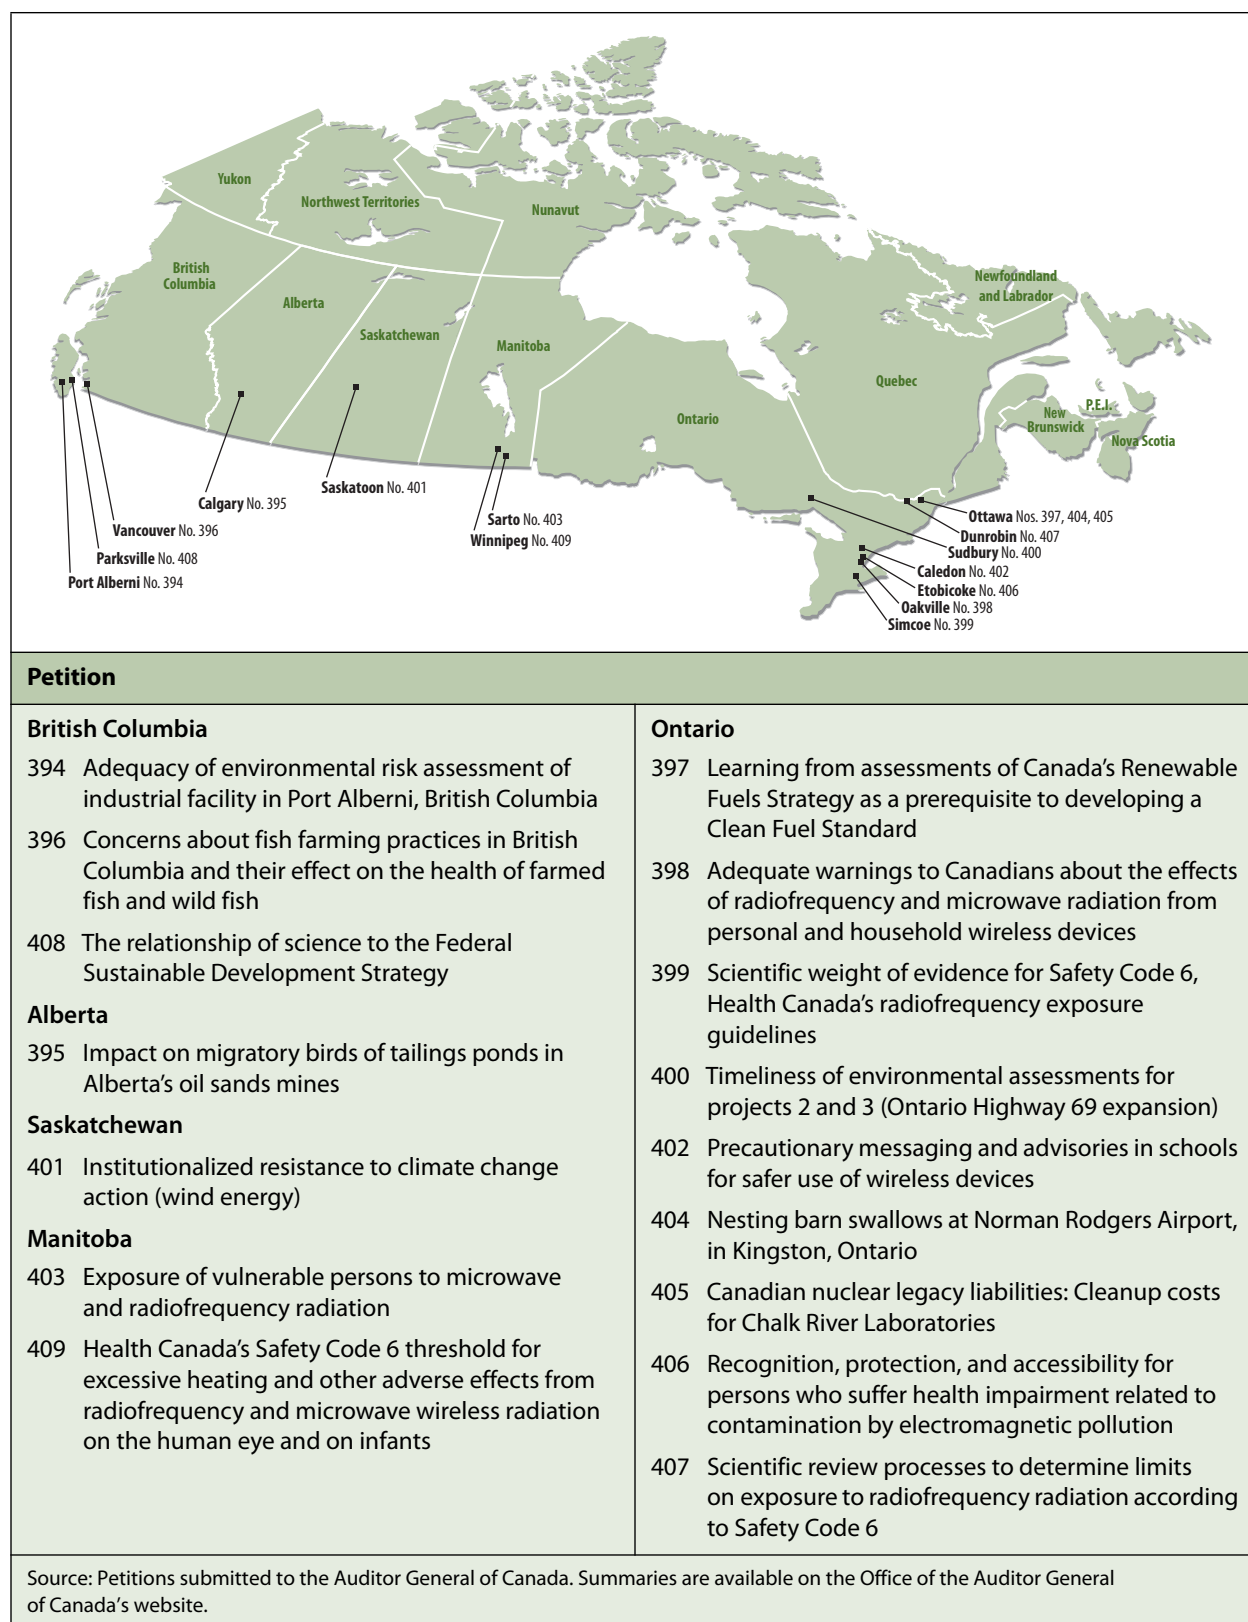 Yukon
Northwest Territories
Nunavut
British
Columbia
Alberta
Saskatchewan
Manitoba
Ontario
Quebec
Newfoundland
and Labrador
New
Brunswick
P.E.I.
Nova Scotia
Calgary No. 395
Saskatoon No. 401
Vancouver No. 396
Parksville No. 408
Port Alberni No. 394
Sarto No. 403
Winnipeg No. 409
Ottawa Nos. 397, 404, 405
Dunrobin No. 407
Sudbury No. 400
Caledon No. 402
Etobicoke No. 406
Oakville No. 398
Simcoe No. 399
Petition
British Columbia
394 Adequacy of environmental risk assessment of
industrial facility in Port Alberni, British Columbia
396 Concerns about fish farming practices in British
Columbia and their effect on the health of farmed
fish and wild fish
408 The relationship of science to the Federal
Sustainable Development Strategy
Alberta
395 Impact on migratory birds of tailings ponds in
Alberta’s oil sands mines
Saskatchewan
401 Institutionalized resistance to climate change
action (wind energy)
Manitoba
403 Exposure of vulnerable persons to microwave
and radiofrequency radiation
409 Health Canada’s Safety Code 6 threshold for
excessive heating and other adverse effects from
radiofrequency and microwave wireless radiation
on the human eye and on infants
Ontario
397 Learning from assessments of Canada’s Renewable
Fuels Strategy as a prerequisite to developing a
Clean Fuel Standard
398 Adequate warnings to Canadians about the effects
of radiofrequency and microwave radiation from
personal and household wireless devices
399 Scientific weight of evidence for Safety Code 6,
Health Canada’s radiofrequency exposure
guidelines
400 Timeliness of environmental assessments for
projects 2 and 3 (Ontario Highway 69 expansion)
402 Precautionary messaging and advisories in schools
for safer use of wireless devices
404 Nesting barn swallows at Norman Rodgers Airport,
in Kingston, Ontario
405 Canadian nuclear legacy liabilities: Cleanup costs
for Chalk River Laboratories
406 Recognition, protection, and accessibility for
persons who suffer health impairment related to
contamination by electromagnetic pollution
407 Scientific review processes to determine limits
on exposure to radiofrequency radiation according
to Safety Code 6
Source: Petitions submitted to the Auditor General of Canada. Summaries are available on the Office of the Auditor General
of Canada’s website.